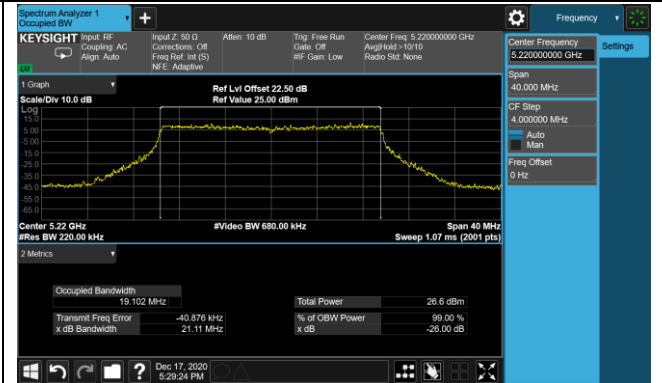 Spectrum Analyzer 1
Occupied BW
+
Frequency
KEYSIGHT
Input: RF
Coupling: AC
Align: Auto
Input Z: 50 Ω
Corrections: Off
Freq Ref: Int (S)
NFE: Adaptive
Atten: 10 dB
Trig: Free Run
Gate: Off
#IF Gain: Low
Center Freq: 5.220000000 GHz
Avg|Hold:>10/10
Radio Std: None
Center Frequency
5.220000000 GHz
Settings
Span
40.000 MHz
CF Step
4.000000 MHz
Auto
Man
Freq Offset
0 Hz
1 Graph
Scale/Div 10.0 dB
Ref Lvl Offset 22.50 dB
Ref Value 25.00 dBm
Log
15.0
5.00
-5.00
-15.0
-25.0
-35.0
-45.0
-55.0
-65.0
Center 5.22 GHz
#Res BW 220.00 kHz
#Video BW 680.00 kHz
Span 40 MHz
Sweep 1.07 ms (2001 pts)
2 Metrics
Occupied Bandwidth
19.102 MHz
Total Power 26.6 dBm
Transmit Freq Error -40.876 kHz
% of OBW Power 99.00 %
x dB Bandwidth 21.11 MHz
x dB -26.00 dB
?
Dec 17, 2020
5:29:24 PM